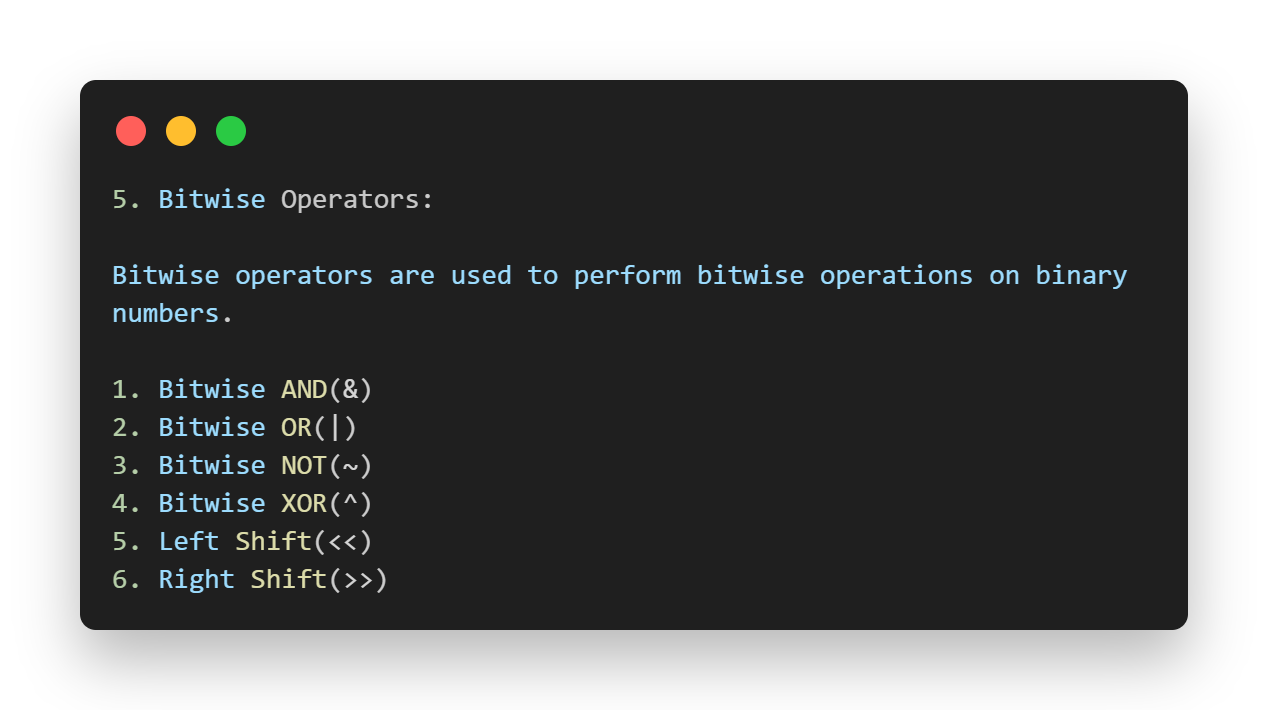 5. Bitwise Operators:
Bitwise operators are used to perform bitwise operations on binary
numbers.
1. Bitwise AND(&)
2. Bitwise OR(|)
3. Bitwise NOT(~)
4. Bitwise XOR(^)
5. Left Shift(<<)
6. Right Shift(>>)